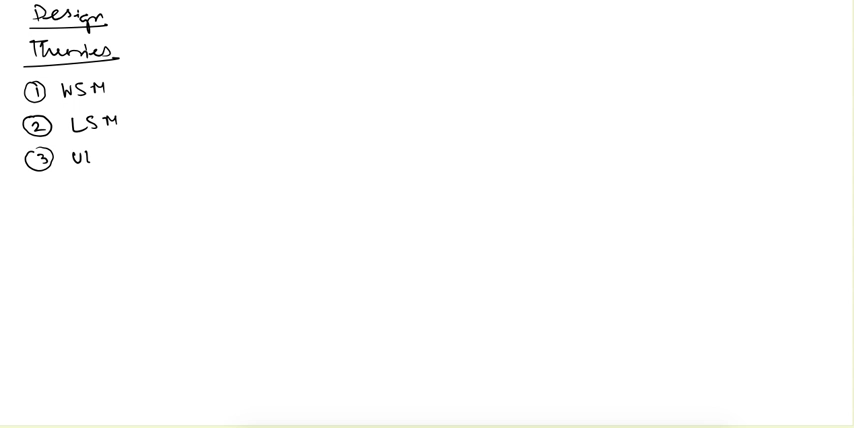 Design
Theories
① WSM
② LSM
③ Ul